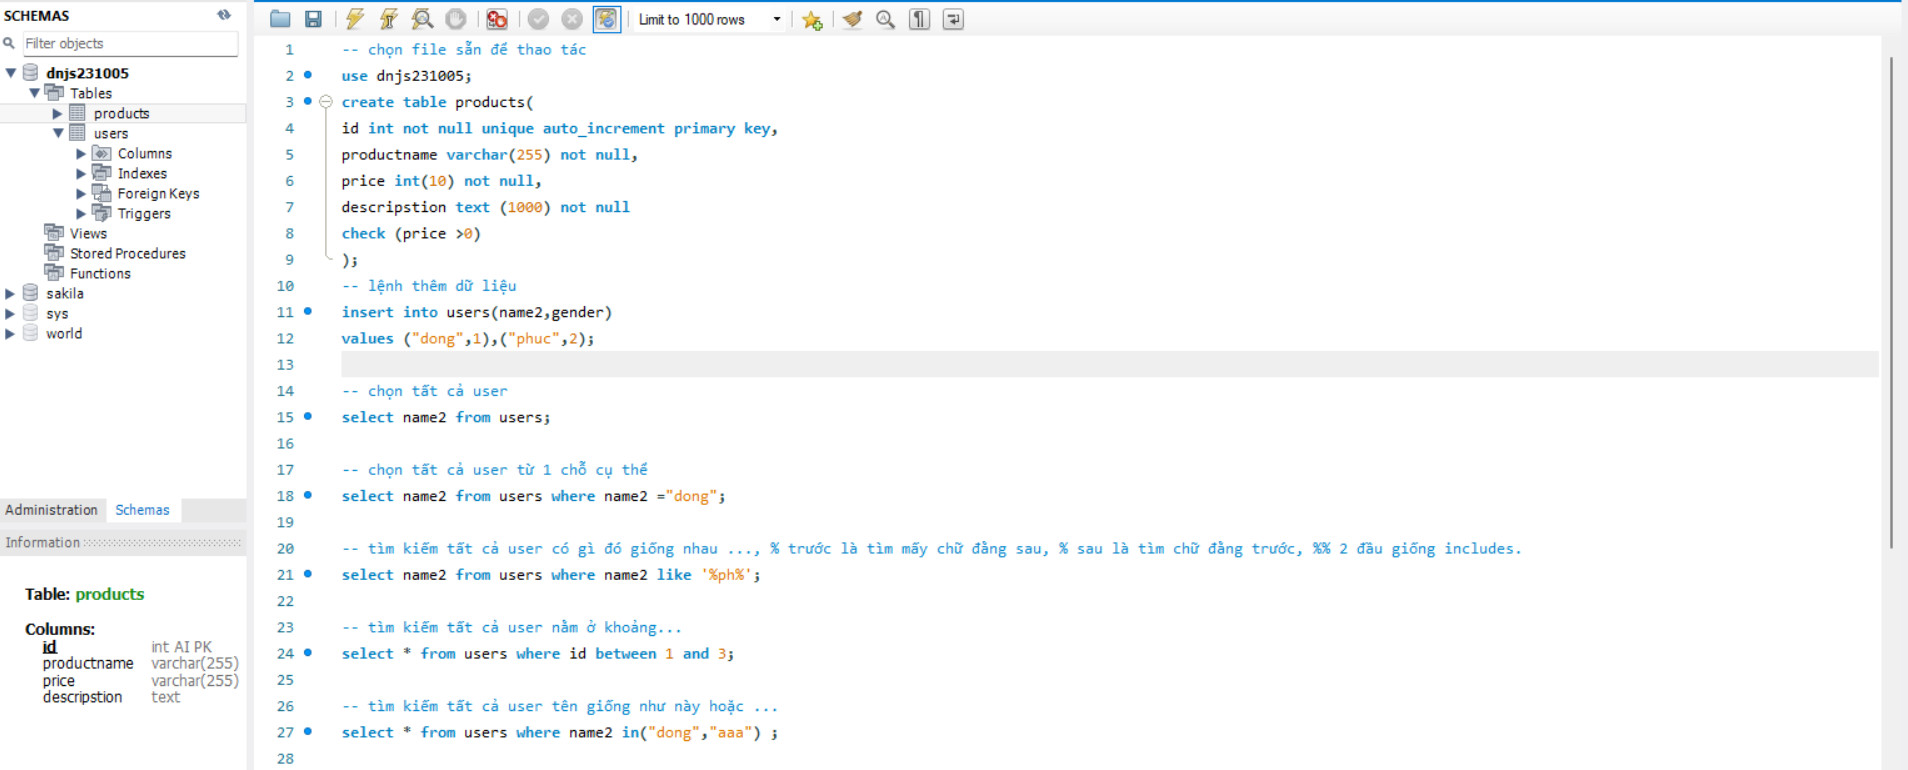 SCHEMAS
Filter objects
dnjs231005
Tables
products
users
Columns
Indexes
Foreign Keys
Triggers
Views
Stored Procedures
Functions
sakila
sys
world
Administration Schemas
Information
Table: products
Columns:
id int AI PK
productname varchar(255)
price varchar(255)
descripstion text
Limit to 1000 rows
1 -- chọn file sẵn để thao tác
2 use dnjs231005;
3 create table products(
4 id int not null unique auto_increment primary key,
5 productname varchar(255) not null,
6 price int(10) not null,
7 descripstion text (1000) not null
8 check (price >0)
9 );
10 -- lệnh thêm dữ liệu
11 insert into users(name2,gender)
12 values ("dong",1),("phuc",2);
13
14 -- chọn tất cả user
15 select name2 from users;
16
17 -- chọn tất cả user từ 1 chỗ cụ thể
18 select name2 from users where name2 ="dong";
19
20 -- tìm kiếm tất cả user có gì đó giống nhau ..., % trước là tìm mấy chữ đằng sau, % sau là tìm chữ đằng trước, %% 2 đầu giống includes.
21 select name2 from users where name2 like '%ph%';
22
23 -- tìm kiếm tất cả user nằm ở khoảng...
24 select * from users where id between 1 and 3;
25
26 -- tìm kiếm tất cả user tên giống như này hoặc ...
27 select * from users where name2 in("dong","aaa") ;
28